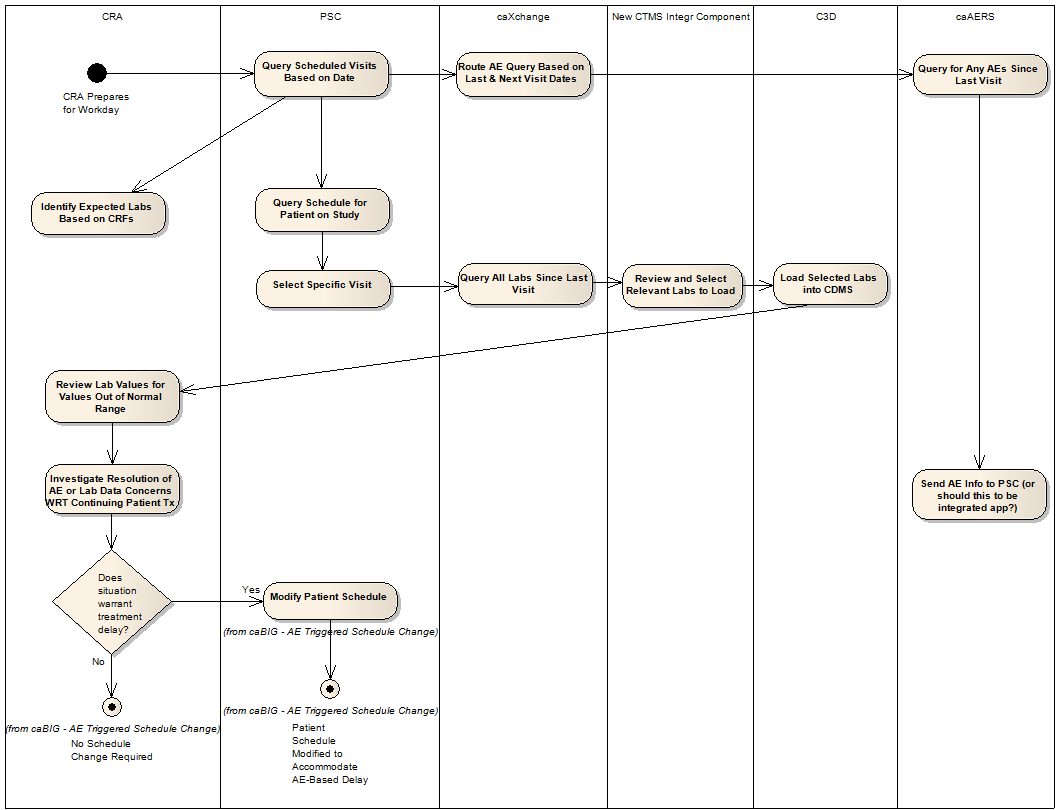 CRA
PSC
caXchange
New CTMS Integr Component
C3D
caAERS
CRA Prepares
for Workday
Query Scheduled Visits
Based on Date
Route AE Query Based on
Last & Next Visit Dates
Query for Any AEs Since
Last Visit
Identify Expected Labs
Based on CRFs
Query Schedule for
Patient on Study
Select Specific Visit
Query All Labs Since Last
Visit
Review and Select
Relevant Labs to Load
Load Selected Labs
into CDMS
Review Lab Values for
Values Out of Normal
Range
Investigate Resolution of
AE or Lab Data Concerns
WRT Continuing Patient Tx
Send AE Info to PSC (or
should this to be
integrated app?)
Does
situation
warrant
treatment
delay?
Yes
Modify Patient Schedule
(from caBIG - AE Triggered Schedule Change)
No
(from caBIG - AE Triggered Schedule Change)
No Schedule
Change Required
(from caBIG - AE Triggered Schedule Change)
Patient
Schedule
Modified to
Accommodate
AE-Based Delay